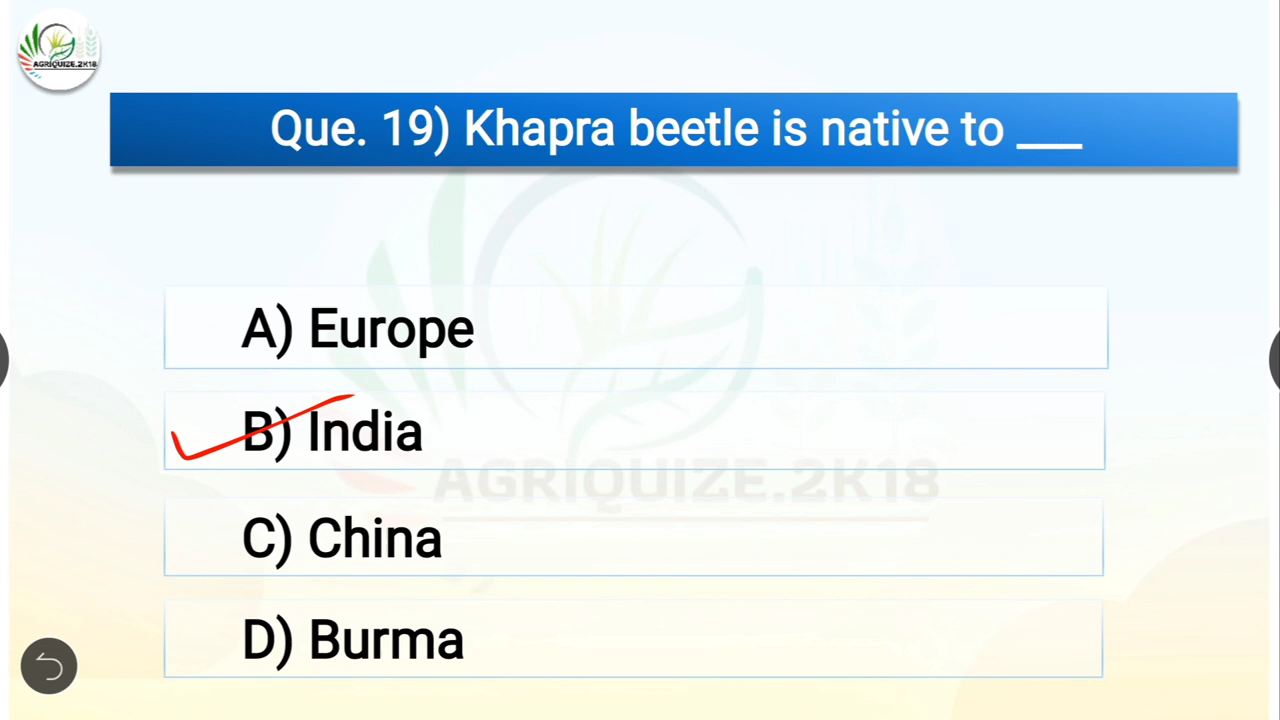 AGRIQUIZE.2K18
Que. 19) Khapra beetle is native to ___
A) Europe
B) India
AGRIQUIZE.2K18
C) China
D) Burma